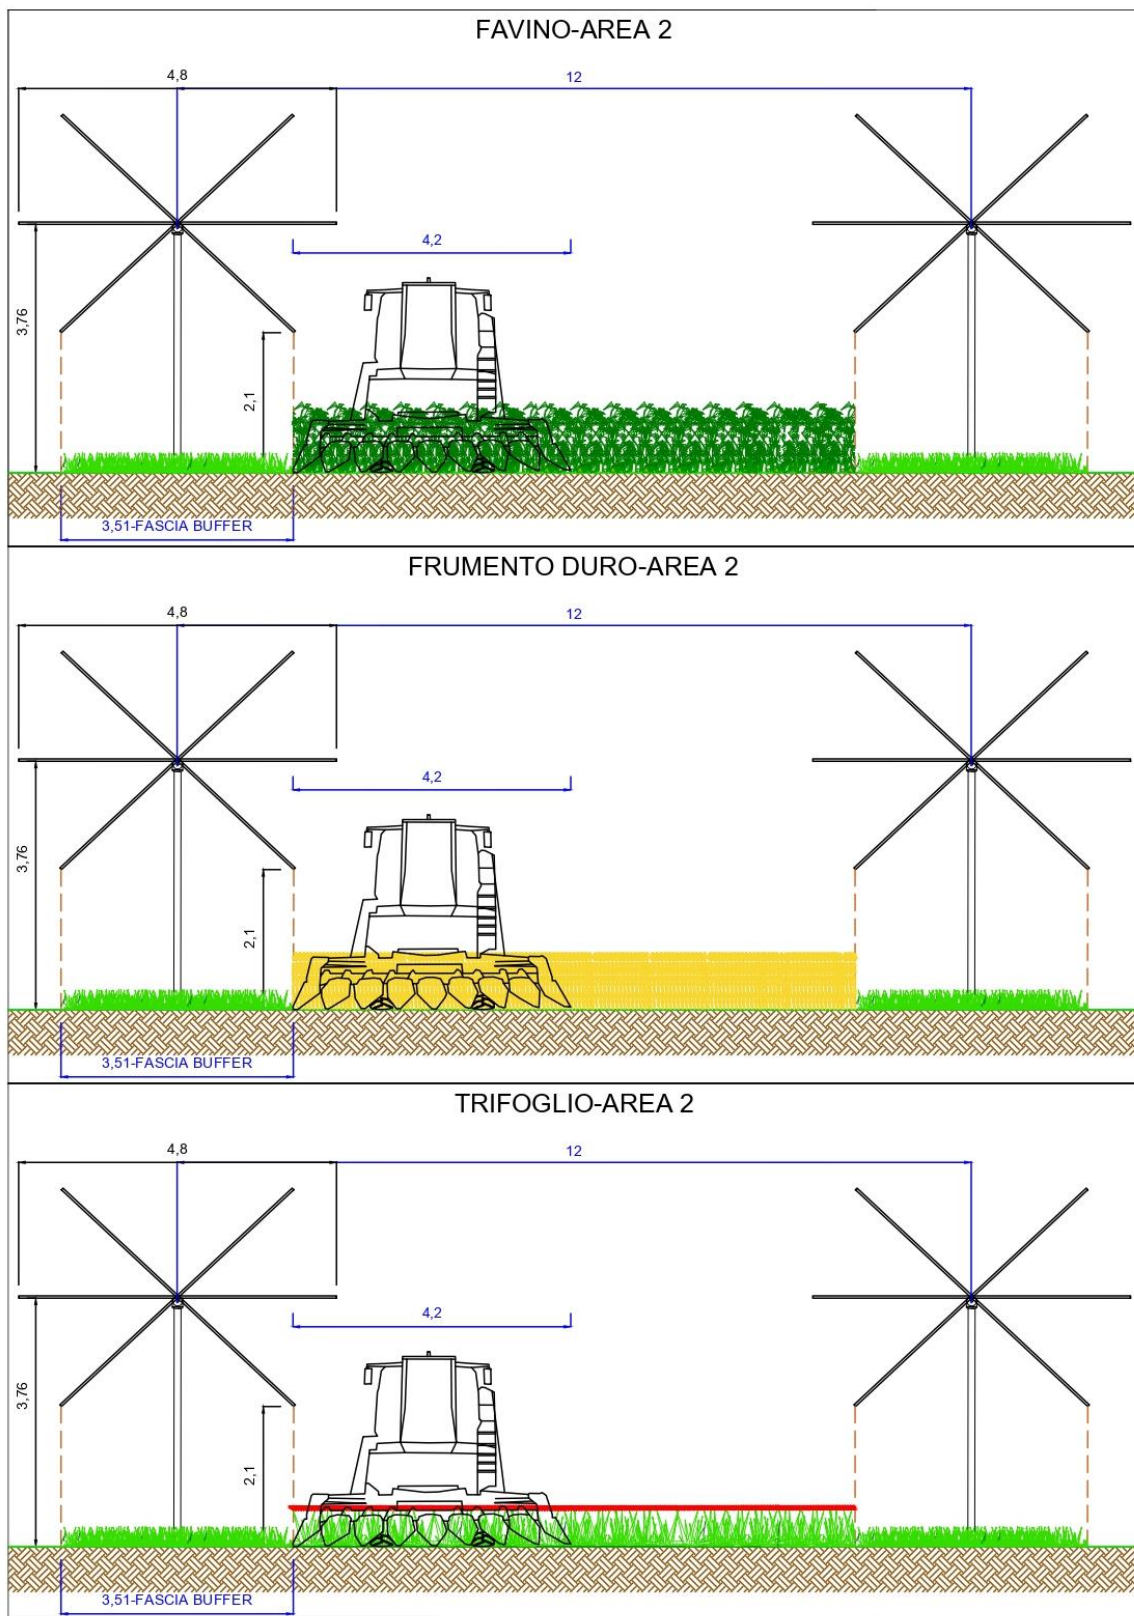 FAVINO-AREA 2
4,8
12
4,2
3,76
2,1
3,51-FASCIA BUFFER
FRUMENTO DURO-AREA 2
4,8
12
4,2
3,76
2,1
3,51-FASCIA BUFFER
TRIFOGLIO-AREA 2
4,8
12
4,2
3,76
2,1
3,51-FASCIA BUFFER